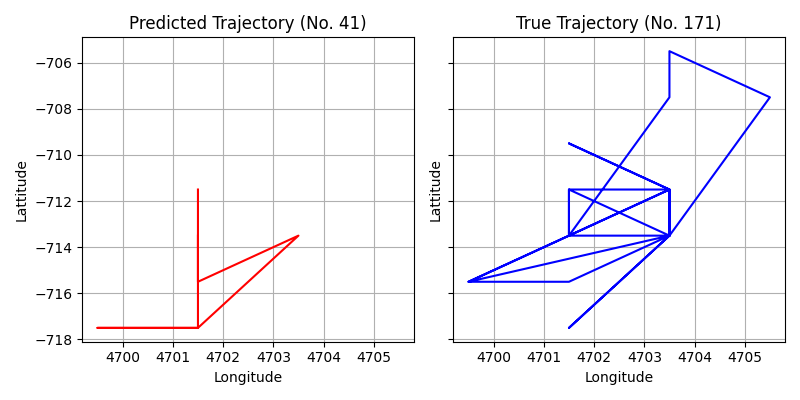 Predicted Trajectory (No. 41)
True Trajectory (No. 171)
−706
−708
−710
−712
−714
−716
−718
Lattitude
Lattitude
4700 4701 4702 4703 4704 4705
4700 4701 4702 4703 4704 4705
Longitude
Longitude